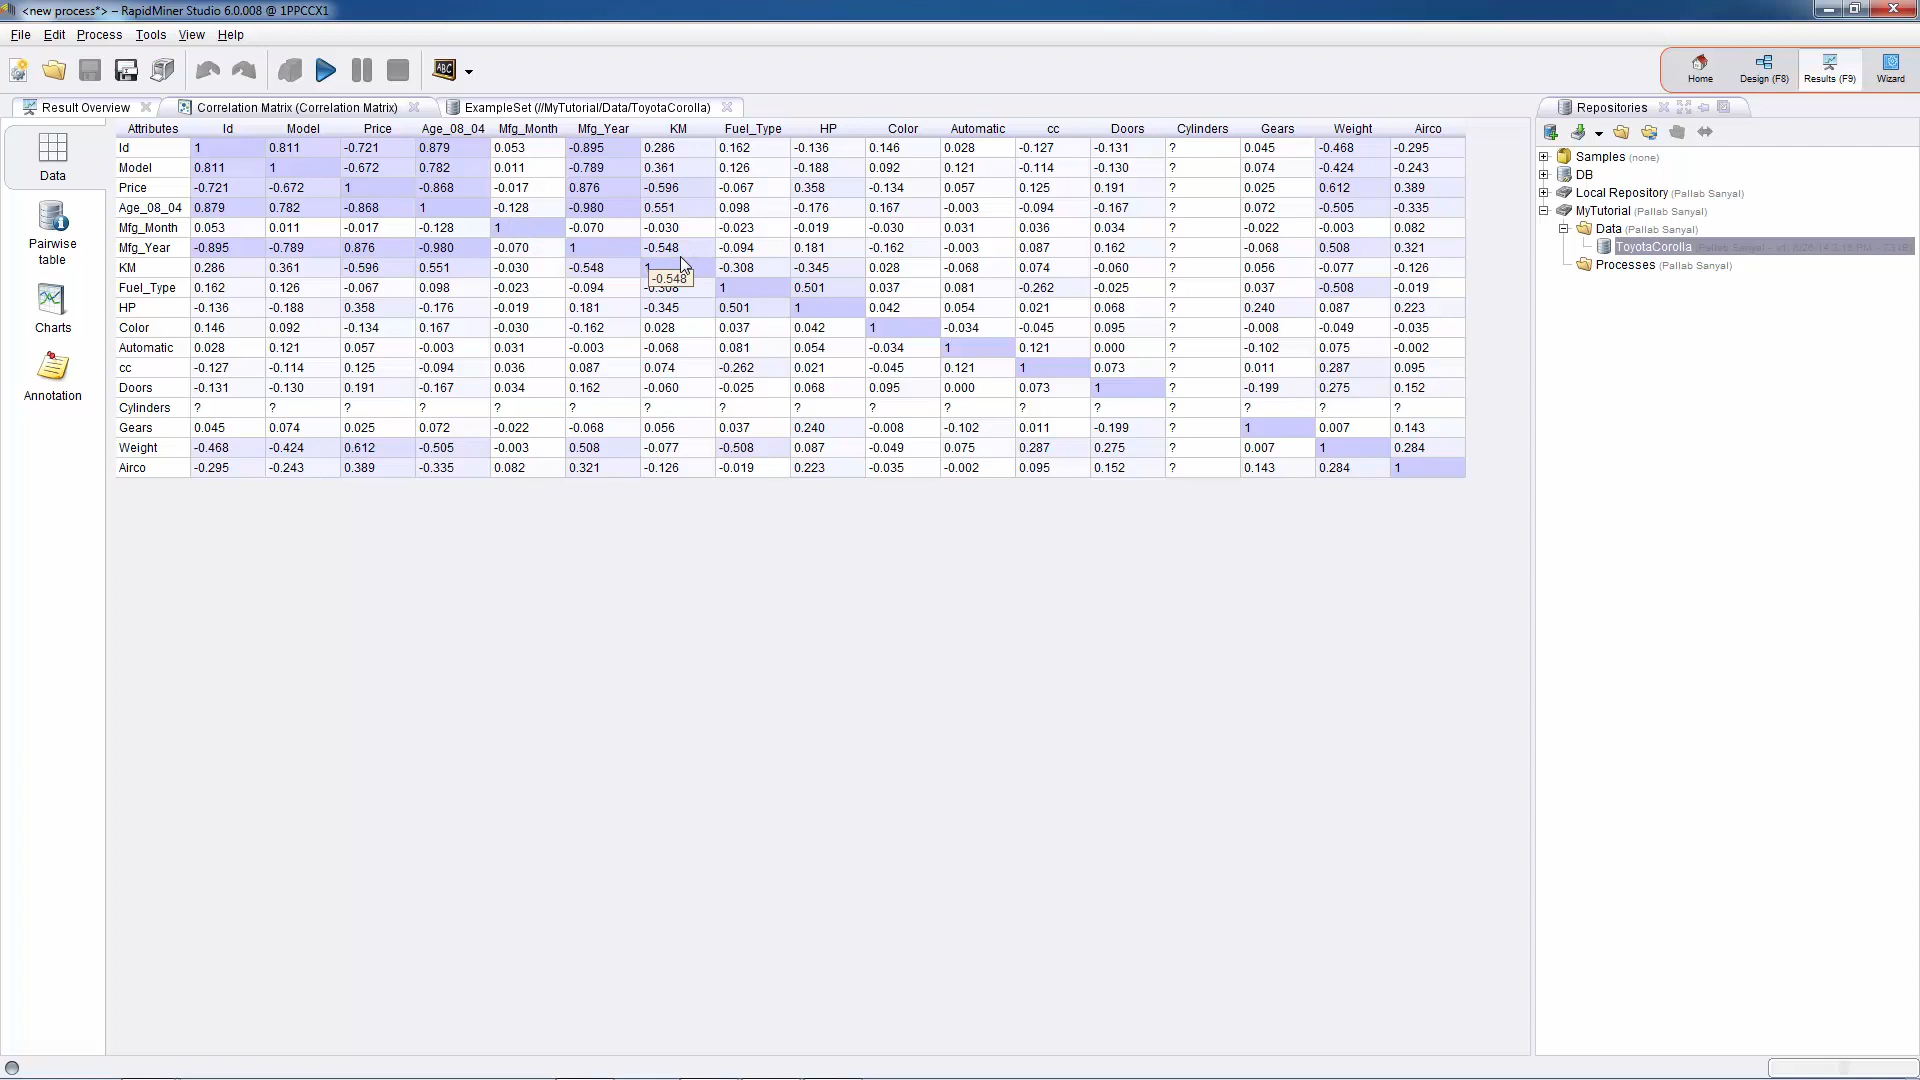 <new process*> – RapidMiner Studio 6.0.008 @ 1PPCCX1
File Edit Process Tools View Help
ABC
Home Design (F8) Results (F9) Wizard
Result Overview Correlation Matrix (Correlation Matrix) ExampleSet (//MyTutorial/Data/ToyotaCorolla)
Repositories
Data
Pairwise
table
Charts
Annotation
Attributes Id Model Price Age_08_04 Mfg_Month Mfg_Year KM Fuel_Type HP Color Automatic cc Doors Cylinders Gears Weight Airco
Id 1 0.811 -0.721 0.879 0.053 -0.895 0.286 0.162 -0.136 0.146 0.028 -0.127 -0.131 ? 0.045 -0.468 -0.295
Model 0.811 1 -0.672 0.782 0.011 -0.789 0.361 0.126 -0.188 0.092 0.121 -0.114 -0.130 ? 0.074 -0.424 -0.243
Price -0.721 -0.672 1 -0.868 -0.017 0.876 -0.596 -0.067 0.358 -0.134 0.057 0.125 0.191 ? 0.025 0.612 0.389
Age_08_04 0.879 0.782 -0.868 1 -0.128 -0.980 0.551 0.098 -0.176 0.167 -0.003 -0.094 -0.167 ? 0.072 -0.505 -0.335
Mfg_Month 0.053 0.011 -0.017 -0.128 1 -0.070 -0.030 -0.023 -0.019 -0.030 0.031 0.036 0.034 ? -0.022 -0.003 0.082
Mfg_Year -0.895 -0.789 0.876 -0.980 -0.070 1 -0.548 -0.094 0.181 -0.162 -0.003 0.087 0.162 ? -0.068 0.508 0.321
KM 0.286 0.361 -0.596 0.551 -0.030 -0.548 1 -0.308 -0.345 0.028 -0.068 0.074 -0.060 ? 0.056 -0.077 -0.126
-0.548
Fuel_Type 0.162 0.126 -0.067 0.098 -0.023 -0.094 -0.308 1 0.501 0.037 0.081 -0.262 -0.025 ? 0.037 -0.508 -0.019
HP -0.136 -0.188 0.358 -0.176 -0.019 0.181 -0.345 0.501 1 0.042 0.054 0.021 0.068 ? 0.240 0.087 0.223
Color 0.146 0.092 -0.134 0.167 -0.030 -0.162 0.028 0.037 0.042 1 -0.034 -0.045 0.095 ? -0.008 -0.049 -0.035
Automatic 0.028 0.121 0.057 -0.003 0.031 -0.003 -0.068 0.081 0.054 -0.034 1 0.121 0.000 ? -0.102 0.075 -0.002
cc -0.127 -0.114 0.125 -0.094 0.036 0.087 0.074 -0.262 0.021 -0.045 0.121 1 0.073 ? 0.011 0.287 0.095
Doors -0.131 -0.130 0.191 -0.167 0.034 0.162 -0.060 -0.025 0.068 0.095 0.000 0.073 1 ? -0.199 0.275 0.152
Cylinders ? ? ? ? ? ? ? ? ? ? ? ? ? ? ? ? ?
Gears 0.045 0.074 0.025 0.072 -0.022 -0.068 0.056 0.037 0.240 -0.008 -0.102 0.011 -0.199 ? 1 0.007 0.143
Weight -0.468 -0.424 0.612 -0.505 -0.003 0.508 -0.077 -0.508 0.087 -0.049 0.075 0.287 0.275 ? 0.007 1 0.284
Airco -0.295 -0.243 0.389 -0.335 0.082 0.321 -0.126 -0.019 0.223 -0.035 -0.002 0.095 0.152 ? 0.143 0.284 1
Samples (none)
DB
Local Repository (Pallab Sanyal)
MyTutorial (Pallab Sanyal)
Data (Pallab Sanyal)
ToyotaCorolla (Pallab Sanyal
Processes (Pallab Sanyal)